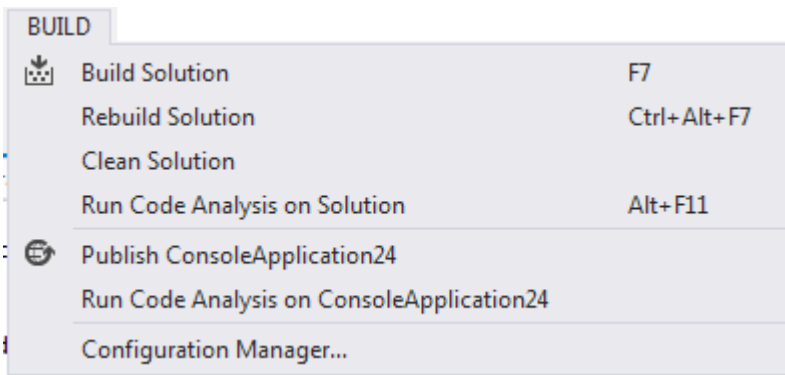 BUILD
Build Solution F7
Rebuild Solution Ctrl+Alt+F7
Clean Solution
Run Code Analysis on Solution Alt+F11
Publish ConsoleApplication24
Run Code Analysis on ConsoleApplication24
Configuration Manager...